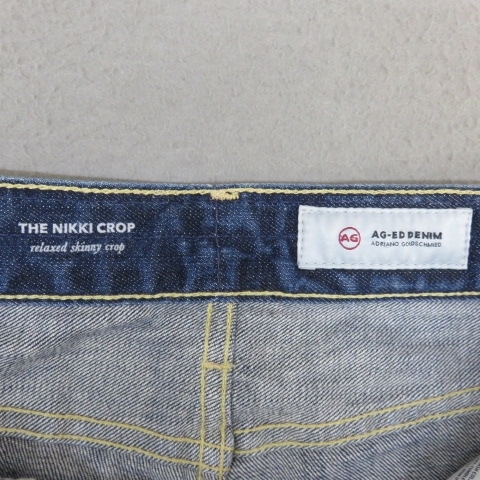 THE NIKKI CROP
relaxed skinny crop
AG
AG-ED DENIM
ADRIANO GOLDSCHMIED